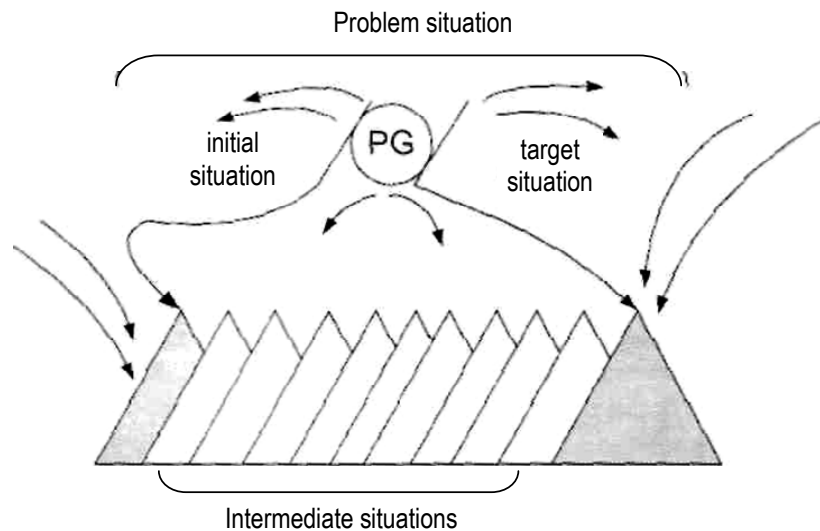 Problem situation
initial
situation
PG
target
situation
Intermediate situations